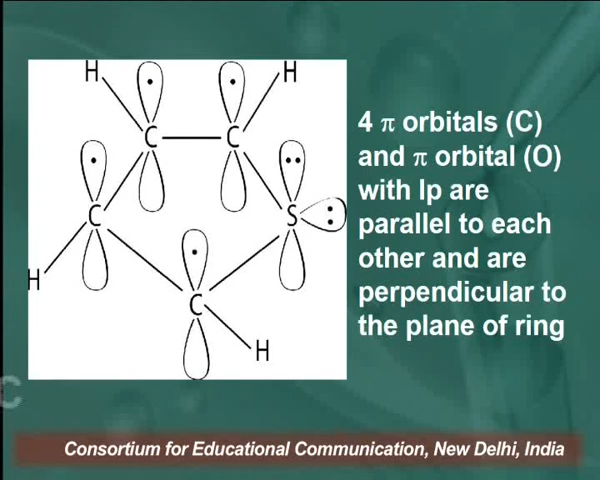 H H
C C
C S
H
C
H
4 π orbitals (C)
and π orbital (O)
with lp are
parallel to each
other and are
perpendicular to
the plane of ring
C
Consortium for Educational Communication, New Delhi, India